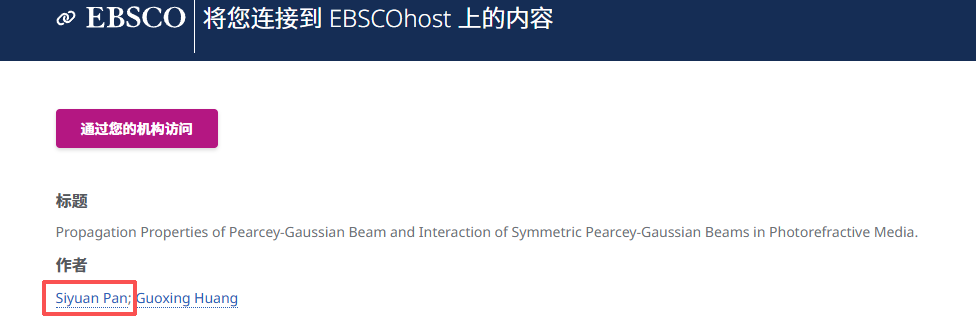 EBSCO 将您连接到 EBSCOhost 上的内容
通过您的机构访问
标题
Propagation Properties of Pearcey-Gaussian Beam and Interaction of Symmetric Pearcey-Gaussian Beams in Photorefractive Media.
作者
Siyuan Pan; Guoxing Huang